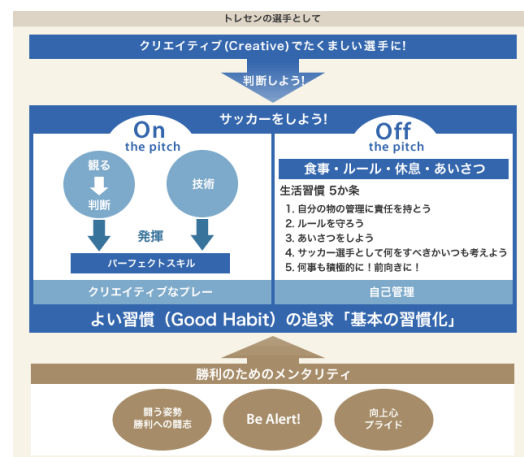 トレセンの選手として
クリエイティブ(Creative)でたくましい選手に!
判断しよう!
サッカーをしよう!
On
the pitch
観る
判断
技術
発揮
パーフェクトスキル
クリエイティブなプレー
Off
the pitch
食事・ルール・休息・あいさつ
生活習慣 5か条
1. 自分の物の管理に責任を持とう
2. ルールを守ろう
3. あいさつをしよう
4. サッカー選手として何をすべきかいつも考えよう
5. 何事も積極的に！前向きに！
自己管理
よい習慣（Good Habit）の追求「基本の習慣化」
勝利のためのメンタリティ
闘う姿勢
勝利への闘志
Be Alert!
向上心
プライド